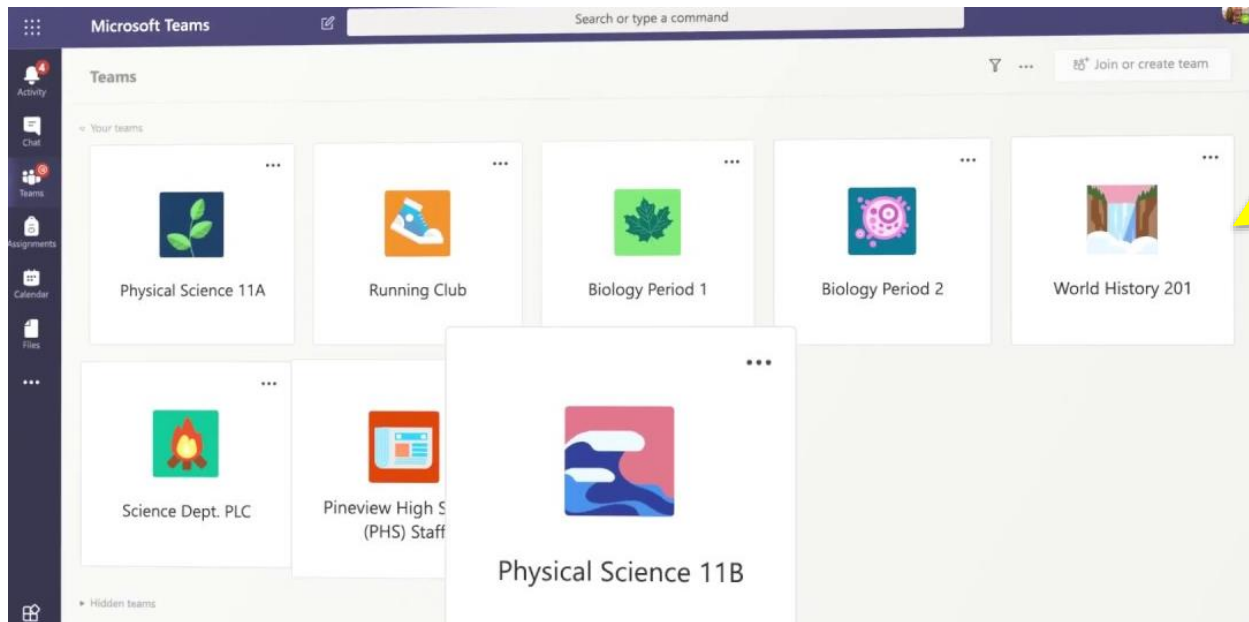 Microsoft Teams
Search or type a command
4
Activity
Chat
Teams
Assignments
Calendar
Files
Teams
Join or create team
Your teams
Physical Science 11A
Running Club
Biology Period 1
Biology Period 2
World History 201
Science Dept. PLC
Pineview High S
(PHS) Staff
Physical Science 11B
Hidden teams